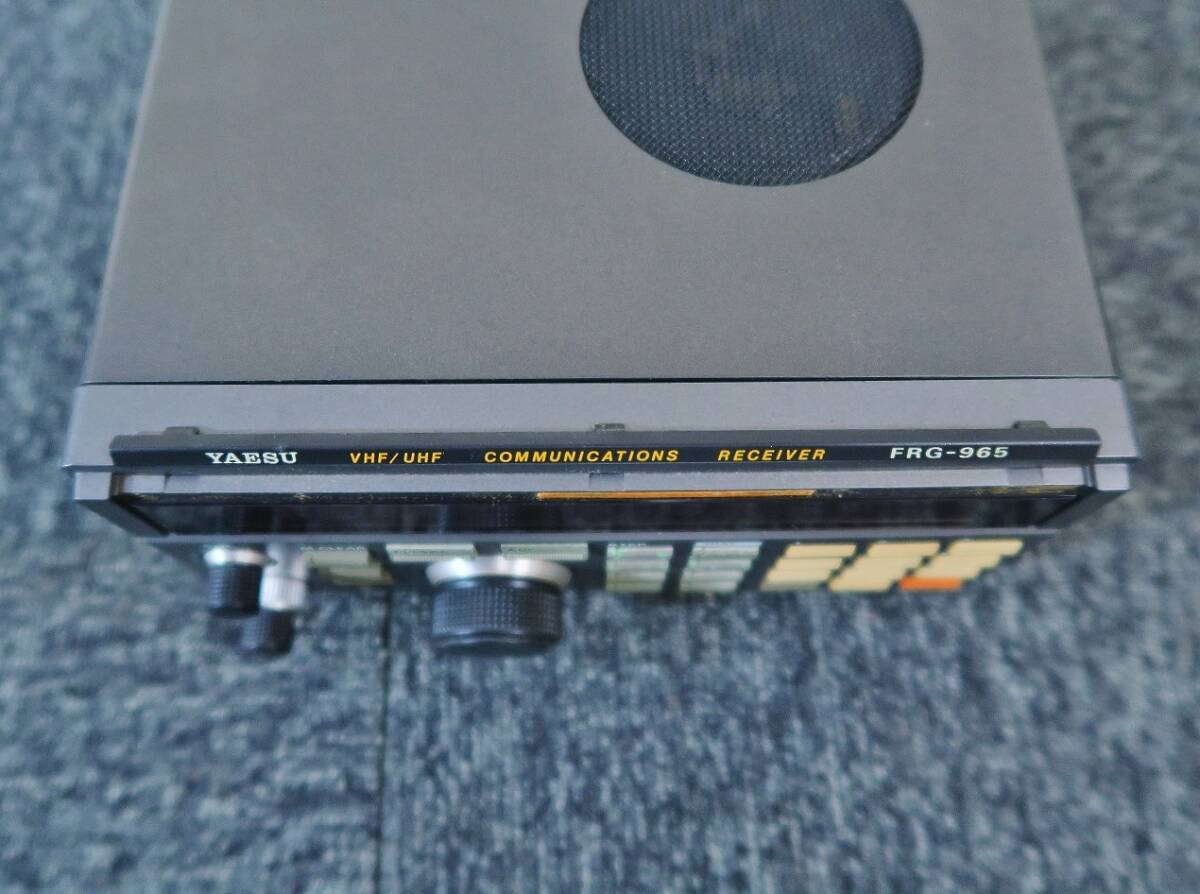 YAESU VHF/UHF COMMUNICATIONS RECEIVER FRG-965